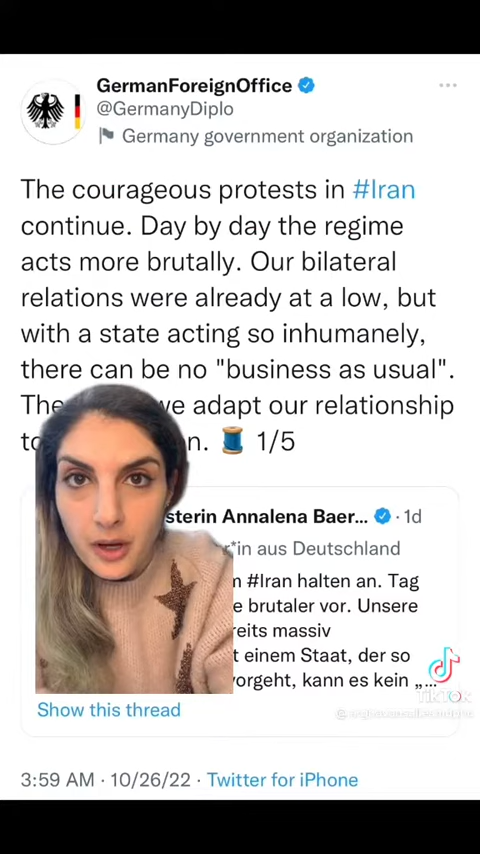 GermanForeignOffice
@GermanyDiplo
Germany government organization
The courageous protests in #Iran
continue. Day by day the regime
acts more brutally. Our bilateral
relations were already at a low, but
with a state acting so inhumanely,
there can be no "business as usual".
we adapt our relationship
1/5
sterin Annalena Baer... · 1d
in aus Deutschland
#Iran halten an. Tag
brutaler vor. Unsere
reits massiv
t einem Staat, der so
vorgeht, kann es kein „...
Show this thread
TikTok
3:59 AM · 10/26/22 · Twitter for iPhone